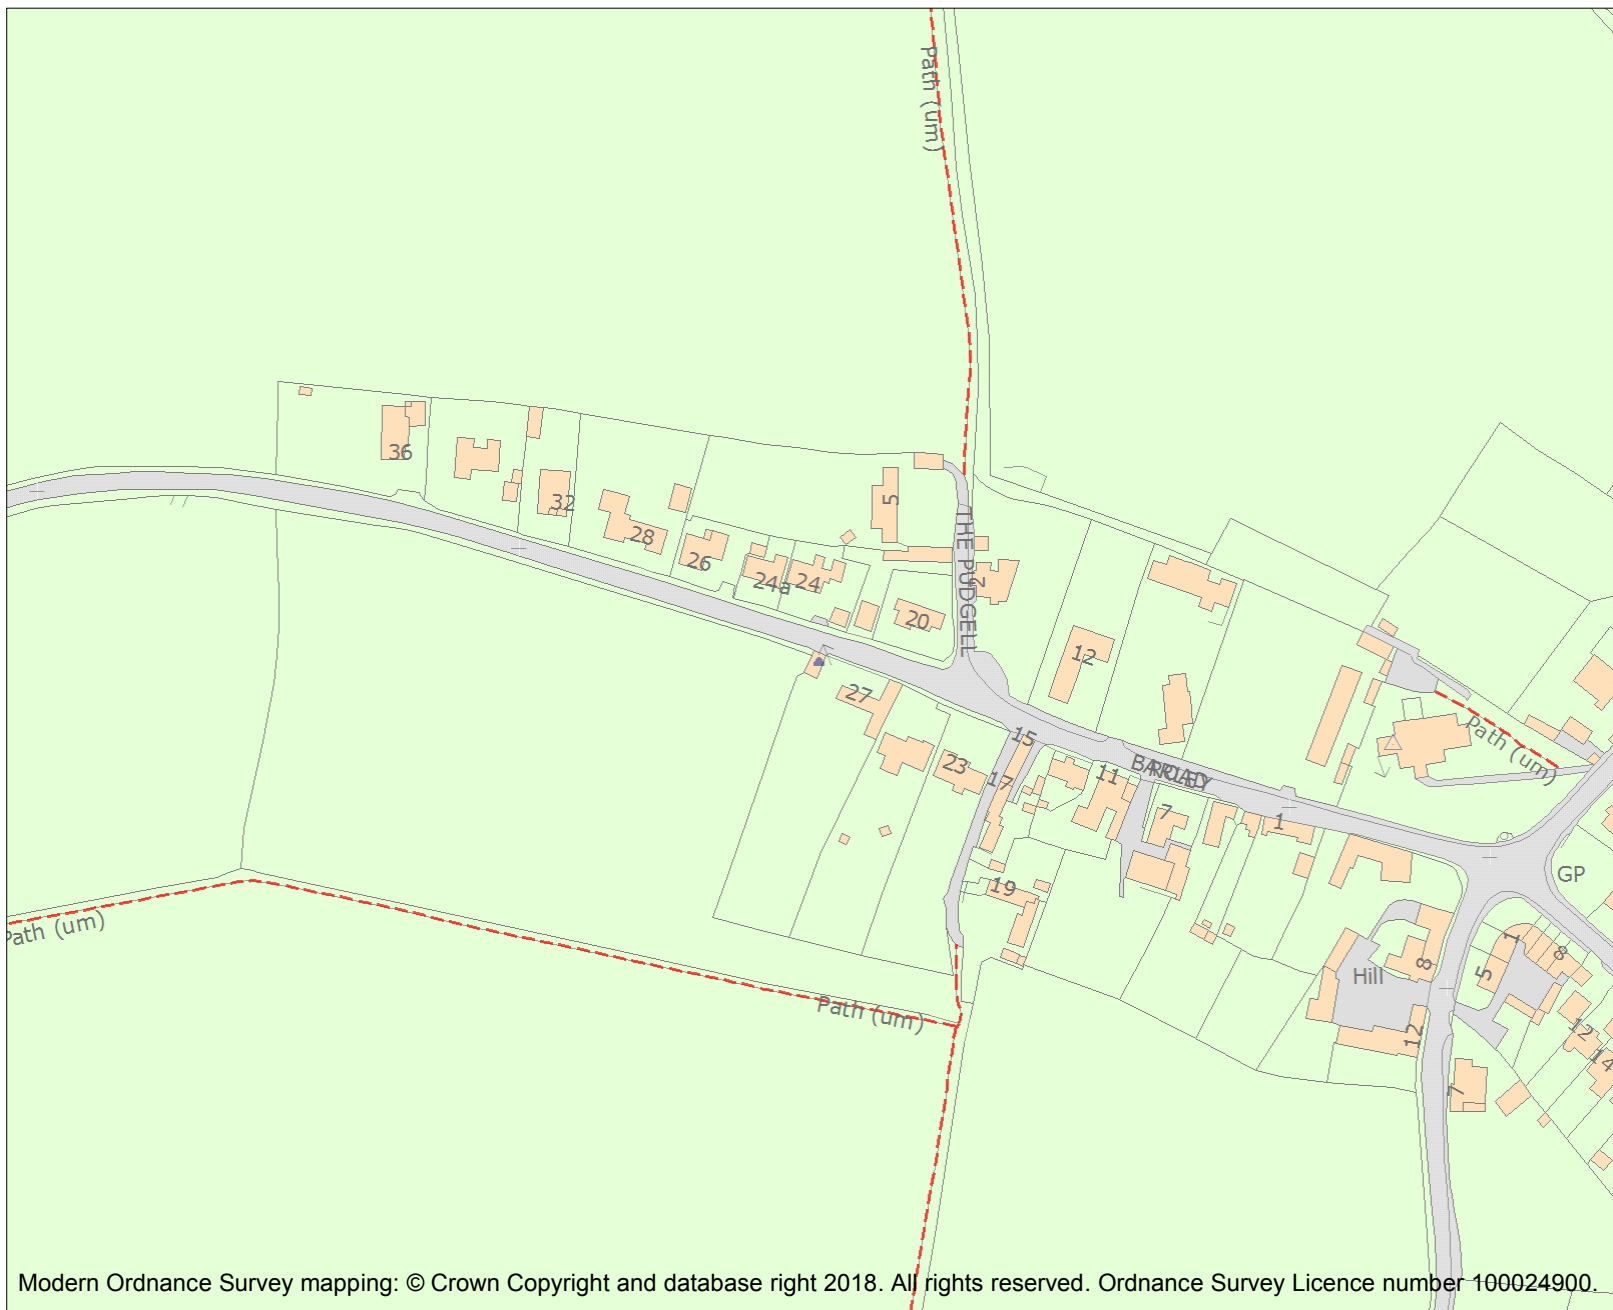 Path (um)
36
32
28
26
24a
24
5
THE PUDGELL
2
20
12
27
23
15
17
11
BARLEY
ROAD
7
1
Path (um)
19
GP
Path (um)
Path (um)
Hill
8
12
1
8
5
12
14
7
Modern Ordnance Survey mapping: © Crown Copyright and database right 2018. All rights reserved. Ordnance Survey Licence number 100024900.